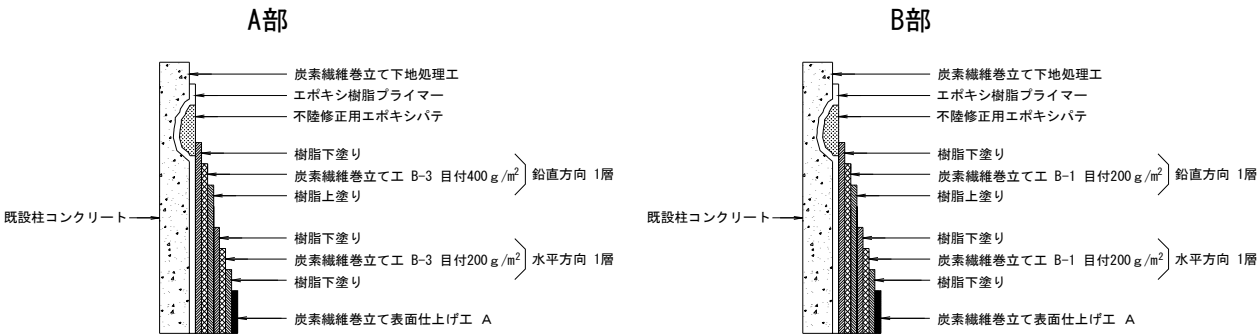 A部
炭素繊維巻立て下地処理工
エポキシ樹脂プライマー
不陸修正用エポキシパテ
樹脂下塗り
炭素繊維巻立て工 B-3 目付400g/m² 鉛直方向 1層
樹脂上塗り
既設柱コンクリート
樹脂下塗り
炭素繊維巻立て工 B-3 目付200g/m² 水平方向 1層
樹脂下塗り
炭素繊維巻立て表面仕上げ工 A
B部
炭素繊維巻立て下地処理工
エポキシ樹脂プライマー
不陸修正用エポキシパテ
樹脂下塗り
炭素繊維巻立て工 B-1 目付200g/m² 鉛直方向 1層
樹脂上塗り
既設柱コンクリート
樹脂下塗り
炭素繊維巻立て工 B-1 目付200g/m² 水平方向 1層
樹脂下塗り
炭素繊維巻立て表面仕上げ工 A